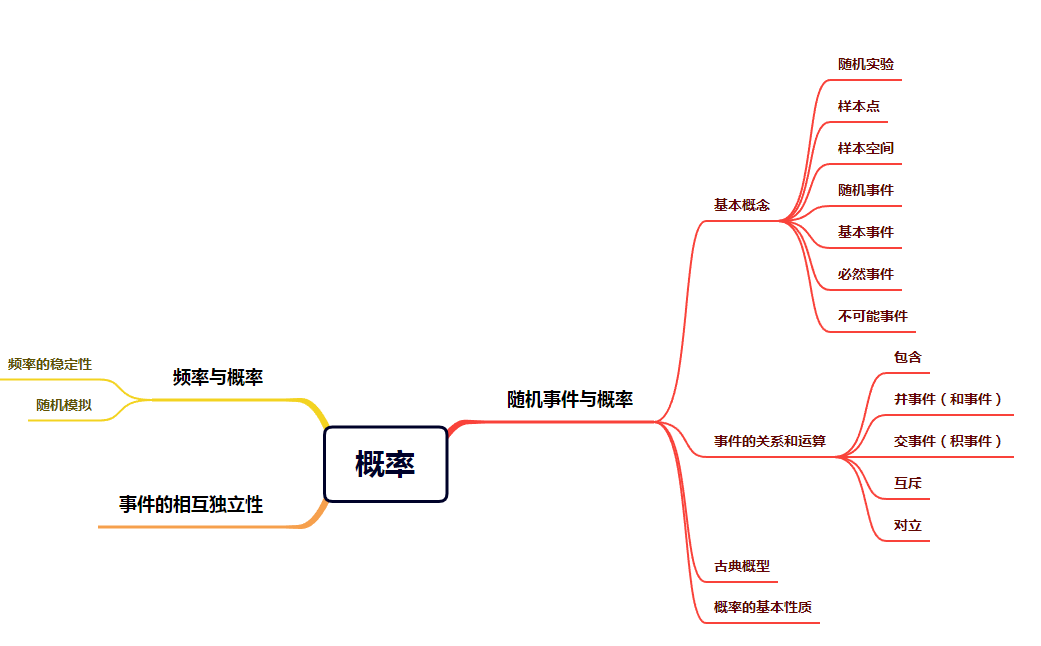 概率
随机事件与概率
基本概念
随机实验
样本点
样本空间
随机事件
基本事件
必然事件
不可能事件
事件的关系和运算
包含
并事件（和事件）
交事件（积事件）
互斥
对立
古典概型
概率的基本性质
频率与概率
频率的稳定性
随机模拟
事件的相互独立性